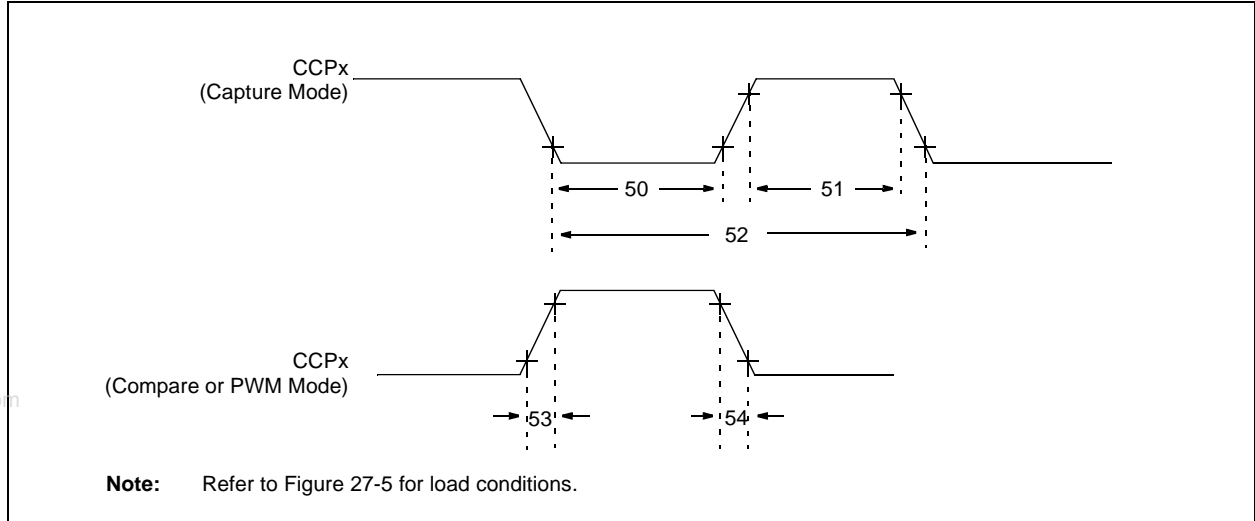 CCPx
(Capture Mode)
50
51
52
CCPx
(Compare or PWM Mode)
53
54
Note: Refer to Figure 27-5 for load conditions.